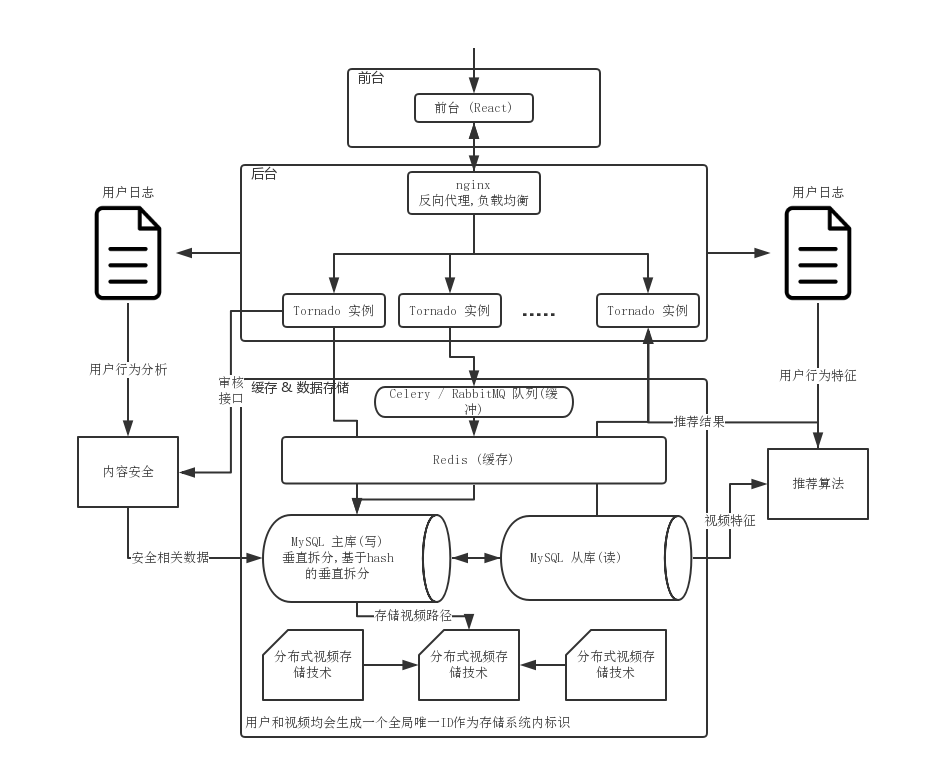 前台
前台 (React)
后台
nginx
反向代理,负载均衡
用户日志
用户日志
Tornado 实例
Tornado 实例
.....
Tornado 实例
用户行为分析
审核
接口
用户行为特征
缓存 & 数据存储
Celery / RabbitMQ 队列(缓
冲)
推荐结果
Redis (缓存)
内容安全
推荐算法
视频特征
MySQL 主库(写)
垂直拆分,基于hash
的垂直拆分
MySQL 从库(读)
安全相关数据
存储视频路径
分布式视频存
储技术
分布式视频存
储技术
分布式视频存
储技术
用户和视频均会生成一个全局唯一ID作为存储系统内标识